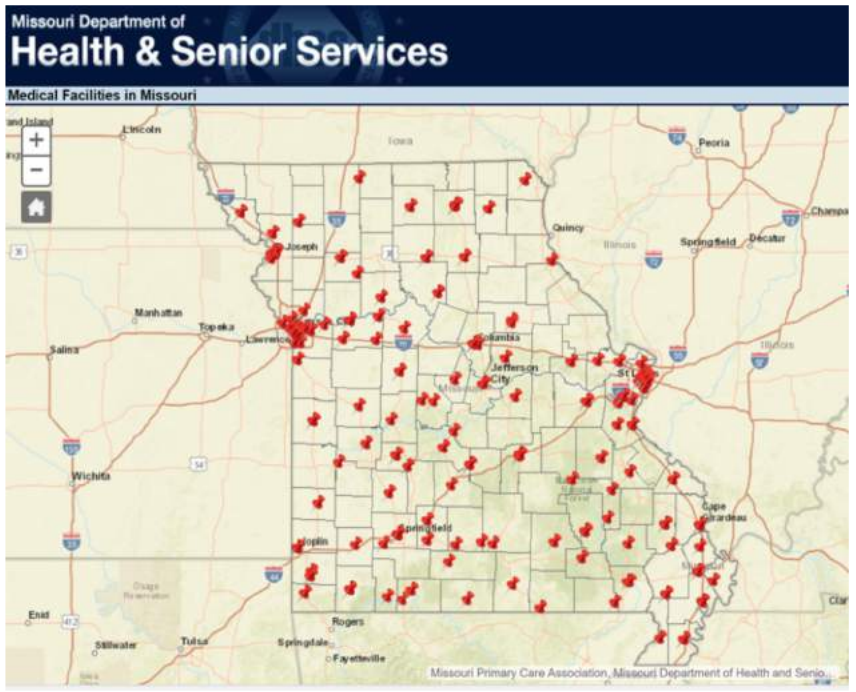 Missouri Department of
Health & Senior Services
Medical Facilities in Missouri
Lincoln
Iowa
Peoria
Quincy
Illinois
Springfield
Decatur
Joseph
Manhattan
Topeka
Lawrence
Salina
Columbia
Jefferson
City
Illinois
Wichita
Cape
Girardeau
Springfield
Joplin
Osage
Reservation
Enid
Stillwater
Tulsa
Rogers
Springdale
Fayetteville
Missouri Primary Care Association, Missouri Department of Health and Senio...